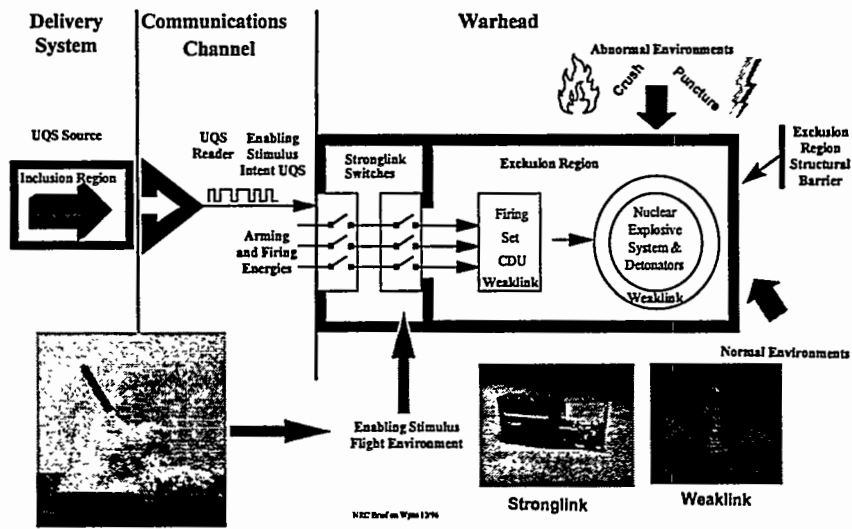 Delivery
System
Communications
Channel
Warhead
Abnormal Environments
Crush
Puncture
UQS Source
Inclusion Region
UQS
Reader
Enabling
Stimulus
Intent UQS
Stronglink
Switches
Exclusion Region
Exclusion
Region
Structural
Barrier
Arming
and Firing
Energies
Firing
Set
CDU
Weaklink
Nuclear
Explosive
System &
Detonators
Weaklink
Normal Environments
Enabling Stimulus
Flight Environment
Stronglink
Weaklink